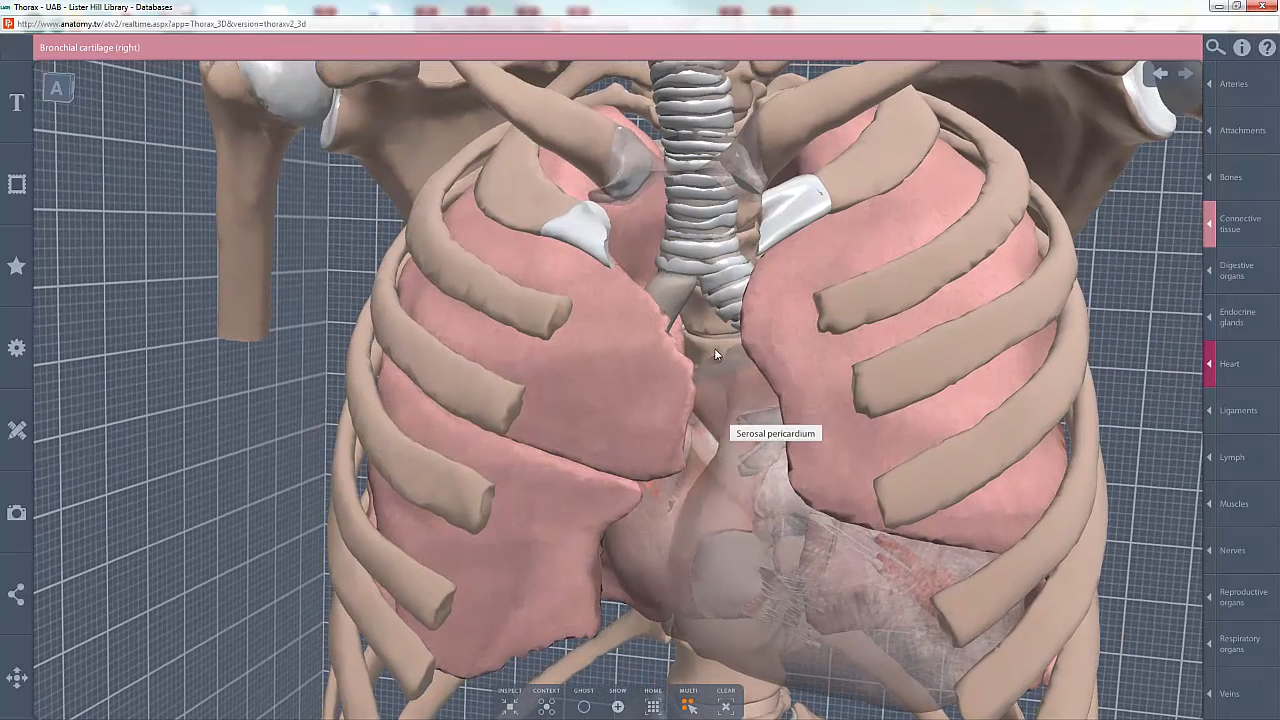 Thorax - UAB - Lister Hill Library - Databases
http://www.anatomy.tv/atv2/realtime.aspx?app=Thorax_3D&version=thoraxv2_3d
Bronchial cartilage (right)
A
T
Arteries
Attachments
Bones
Connective
tissue
Digestive
organs
Endocrine
glands
Heart
Ligaments
Lymph
Muscles
Nerves
Reproductive
organs
Respiratory
organs
Veins
Serosal pericardium
INSPECT CONTEXT GHOST SHOW HOME MULTI CLEAR